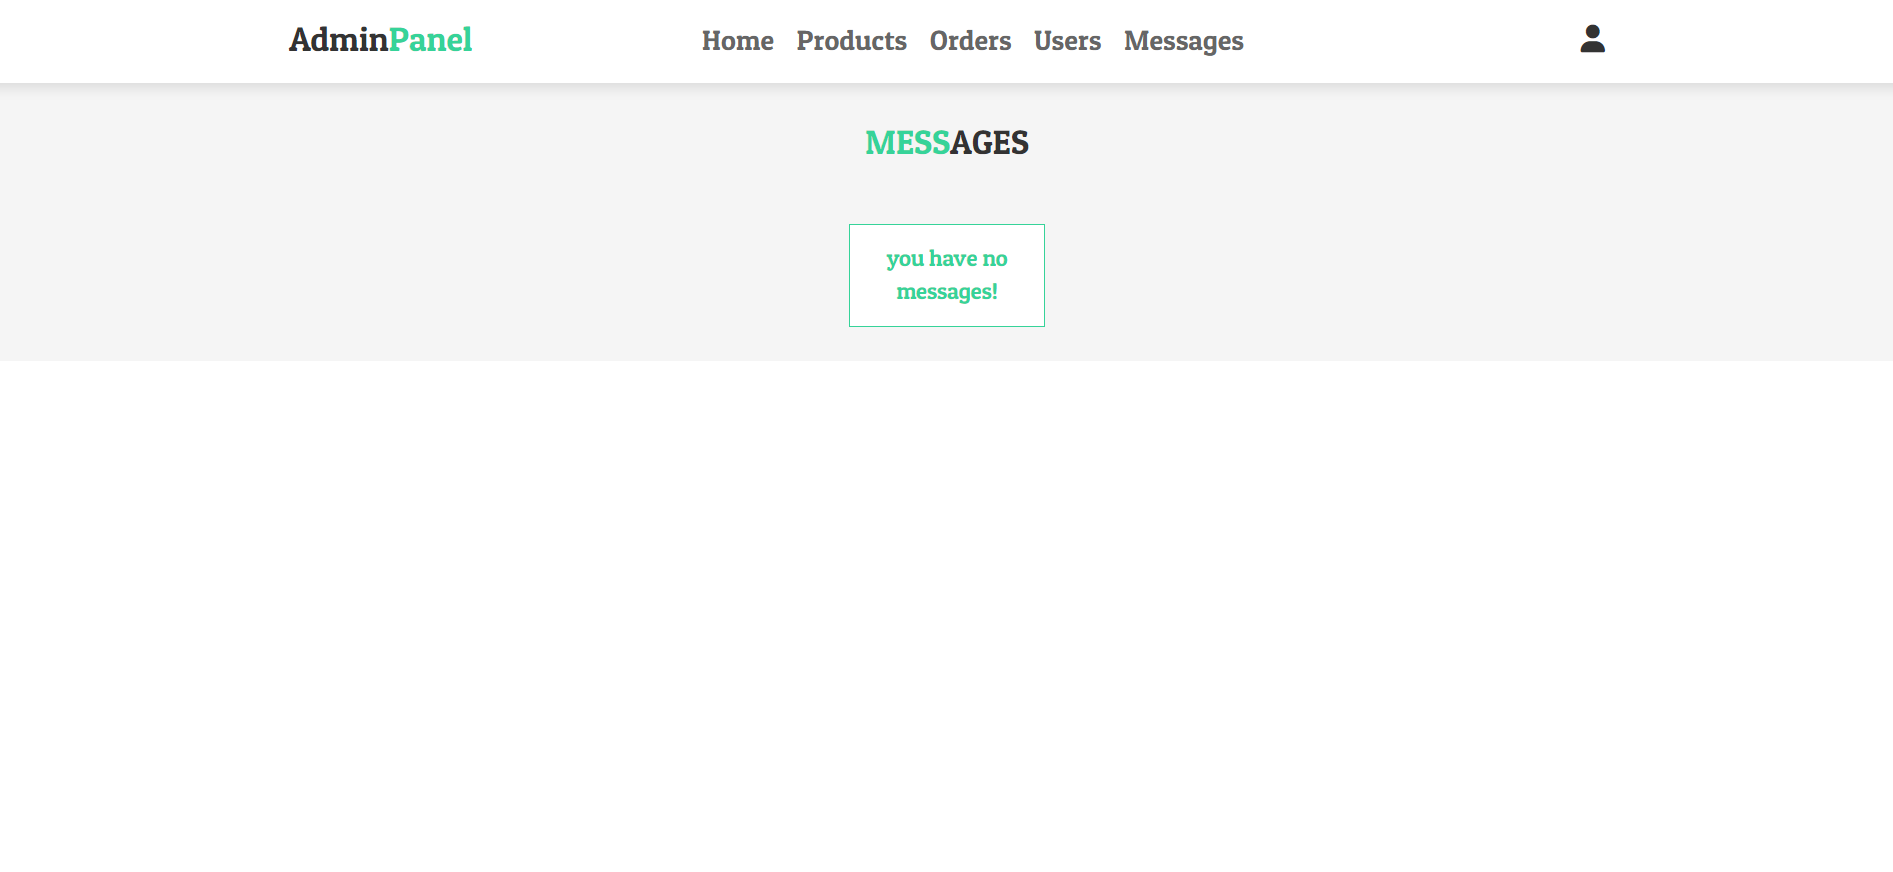 AdminPanel
Home Products Orders Users Messages
MESSAGES
you have no
messages!